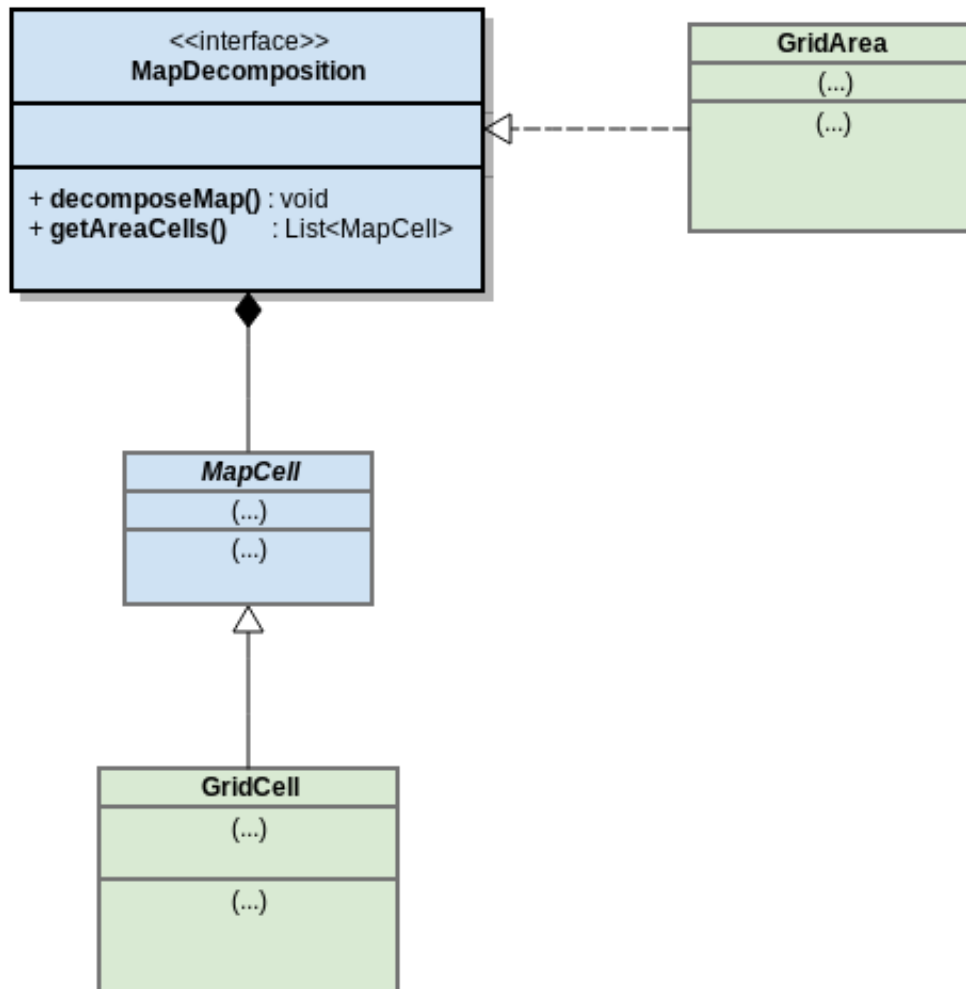 <<interface>>
MapDecomposition
+ decomposeMap() : void
+ getAreaCells() : List<MapCell>
GridArea
(...)
(...)
MapCell
(...)
(...)
GridCell
(...)
(...)